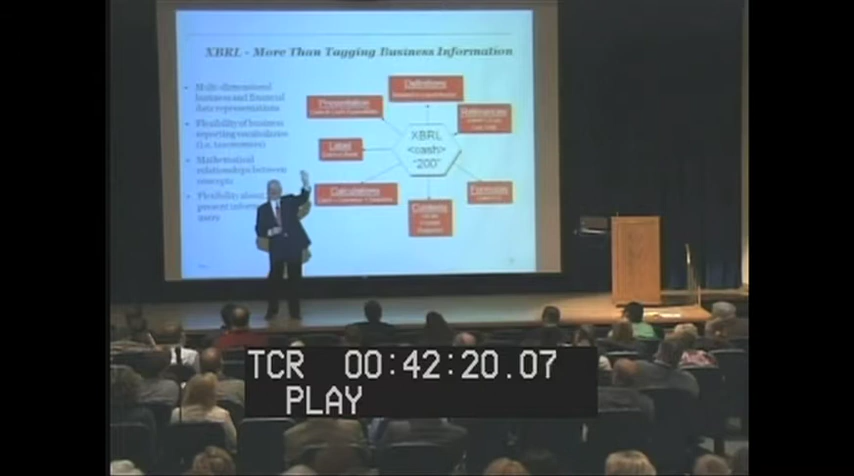 XBRL - More Than Tagging Business Information
Multi-dimensional
business and financial
data representations
Flexibility of business
reporting vocabularies
(i.e. taxonomies)
Mathematical
relationships between
concepts
Flexibility about
present inform
users
Definitions
Presentation
References
Label
XBRL
<cash>
"200"
Calculations
Formulas
Contexts
TCR 00:42:20.07
PLAY